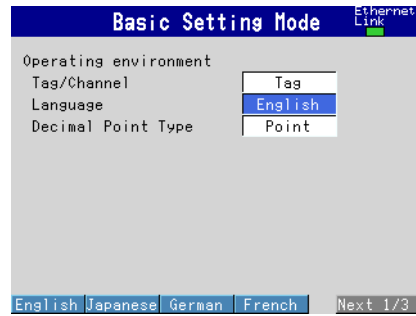 Basic Setting Mode
Ethernet
Link
Operating environment
Tag/Channel Tag
Language English
Decimal Point Type Point
English Japanese German French Next 1/3